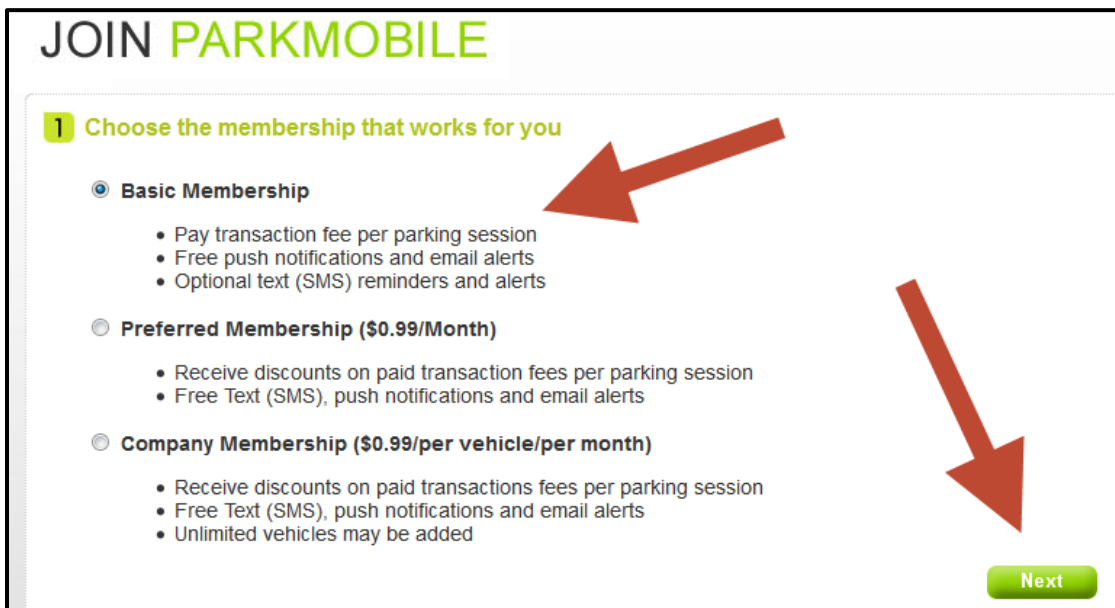 JOIN PARKMOBILE
1 Choose the membership that works for you
Basic Membership
• Pay transaction fee per parking session
• Free push notifications and email alerts
• Optional text (SMS) reminders and alerts
Preferred Membership ($0.99/Month)
• Receive discounts on paid transaction fees per parking session
• Free Text (SMS), push notifications and email alerts
Company Membership ($0.99/per vehicle/per month)
• Receive discounts on paid transactions fees per parking session
• Free Text (SMS), push notifications and email alerts
• Unlimited vehicles may be added
Next